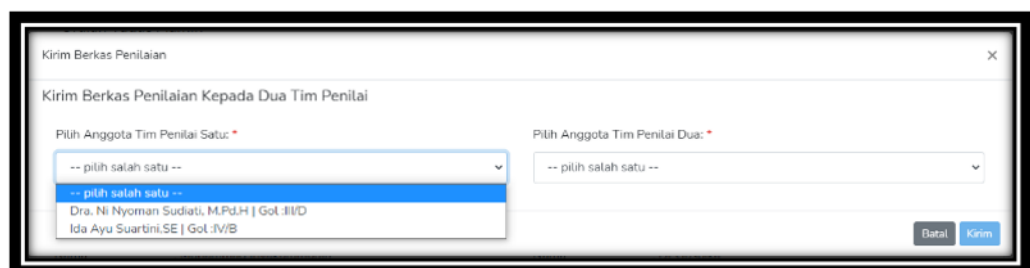 Kirim Berkas Penilaian ×
Kirim Berkas Penilaian Kepada Dua Tim Penilai
Pilih Anggota Tim Penilai Satu: * Pilih Anggota Tim Penilai Dua: *
-- pilih salah satu -- -- pilih salah satu --
-- pilih salah satu --
Dra. Ni Nyoman Sudiati, M.Pd.H | Gol :III/D
Ida Ayu Suartini,SE | Gol :IV/B
Batal Kirim